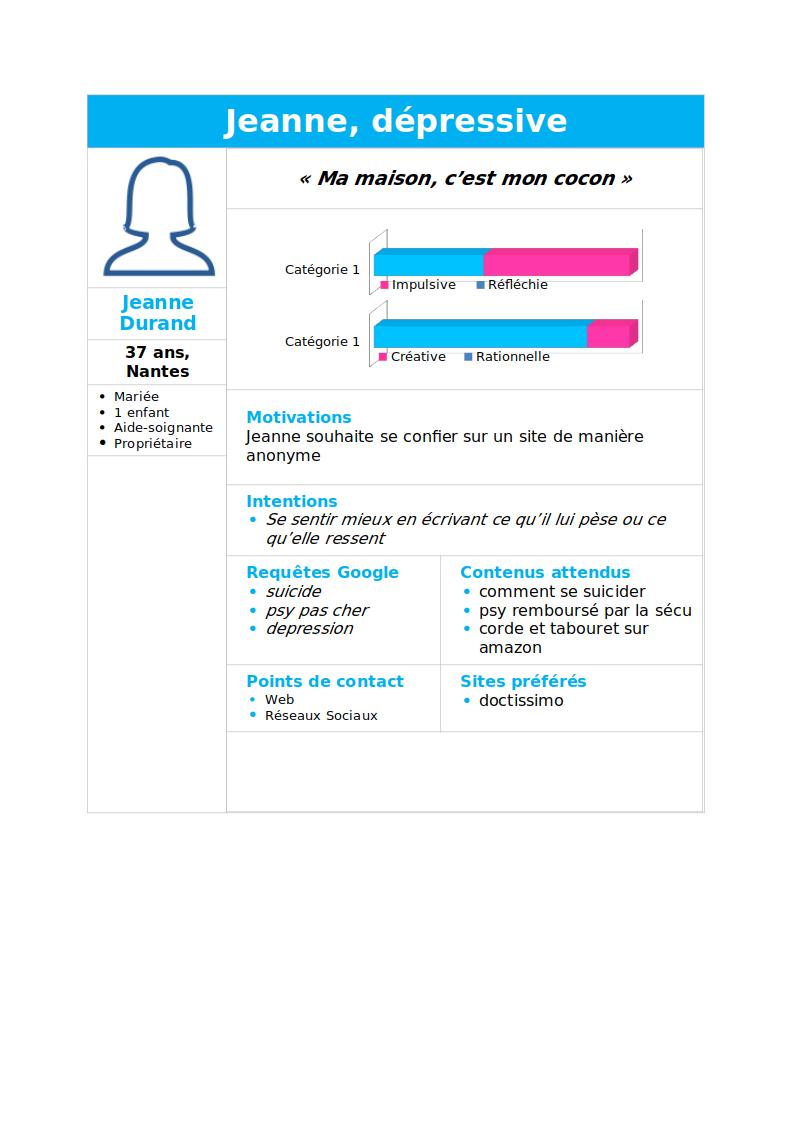 Jeanne, dépressive
« Ma maison, c’est mon cocon »
Catégorie 1
Impulsive Réfléchie
Catégorie 1
Créative Rationnelle
Jeanne
Durand
37 ans,
Nantes
• Mariée
• 1 enfant
• Aide-soignante
• Propriétaire
Motivations
Jeanne souhaite se confier sur un site de manière
anonyme
Intentions
• Se sentir mieux en écrivant ce qu’il lui pèse ou ce
qu’elle ressent
Requêtes Google
• suicide
• psy pas cher
• depression
Contenus attendus
• comment se suicider
• psy remboursé par la sécu
• corde et tabouret sur
amazon
Points de contact
• Web
• Réseaux Sociaux
Sites préférés
• doctissimo